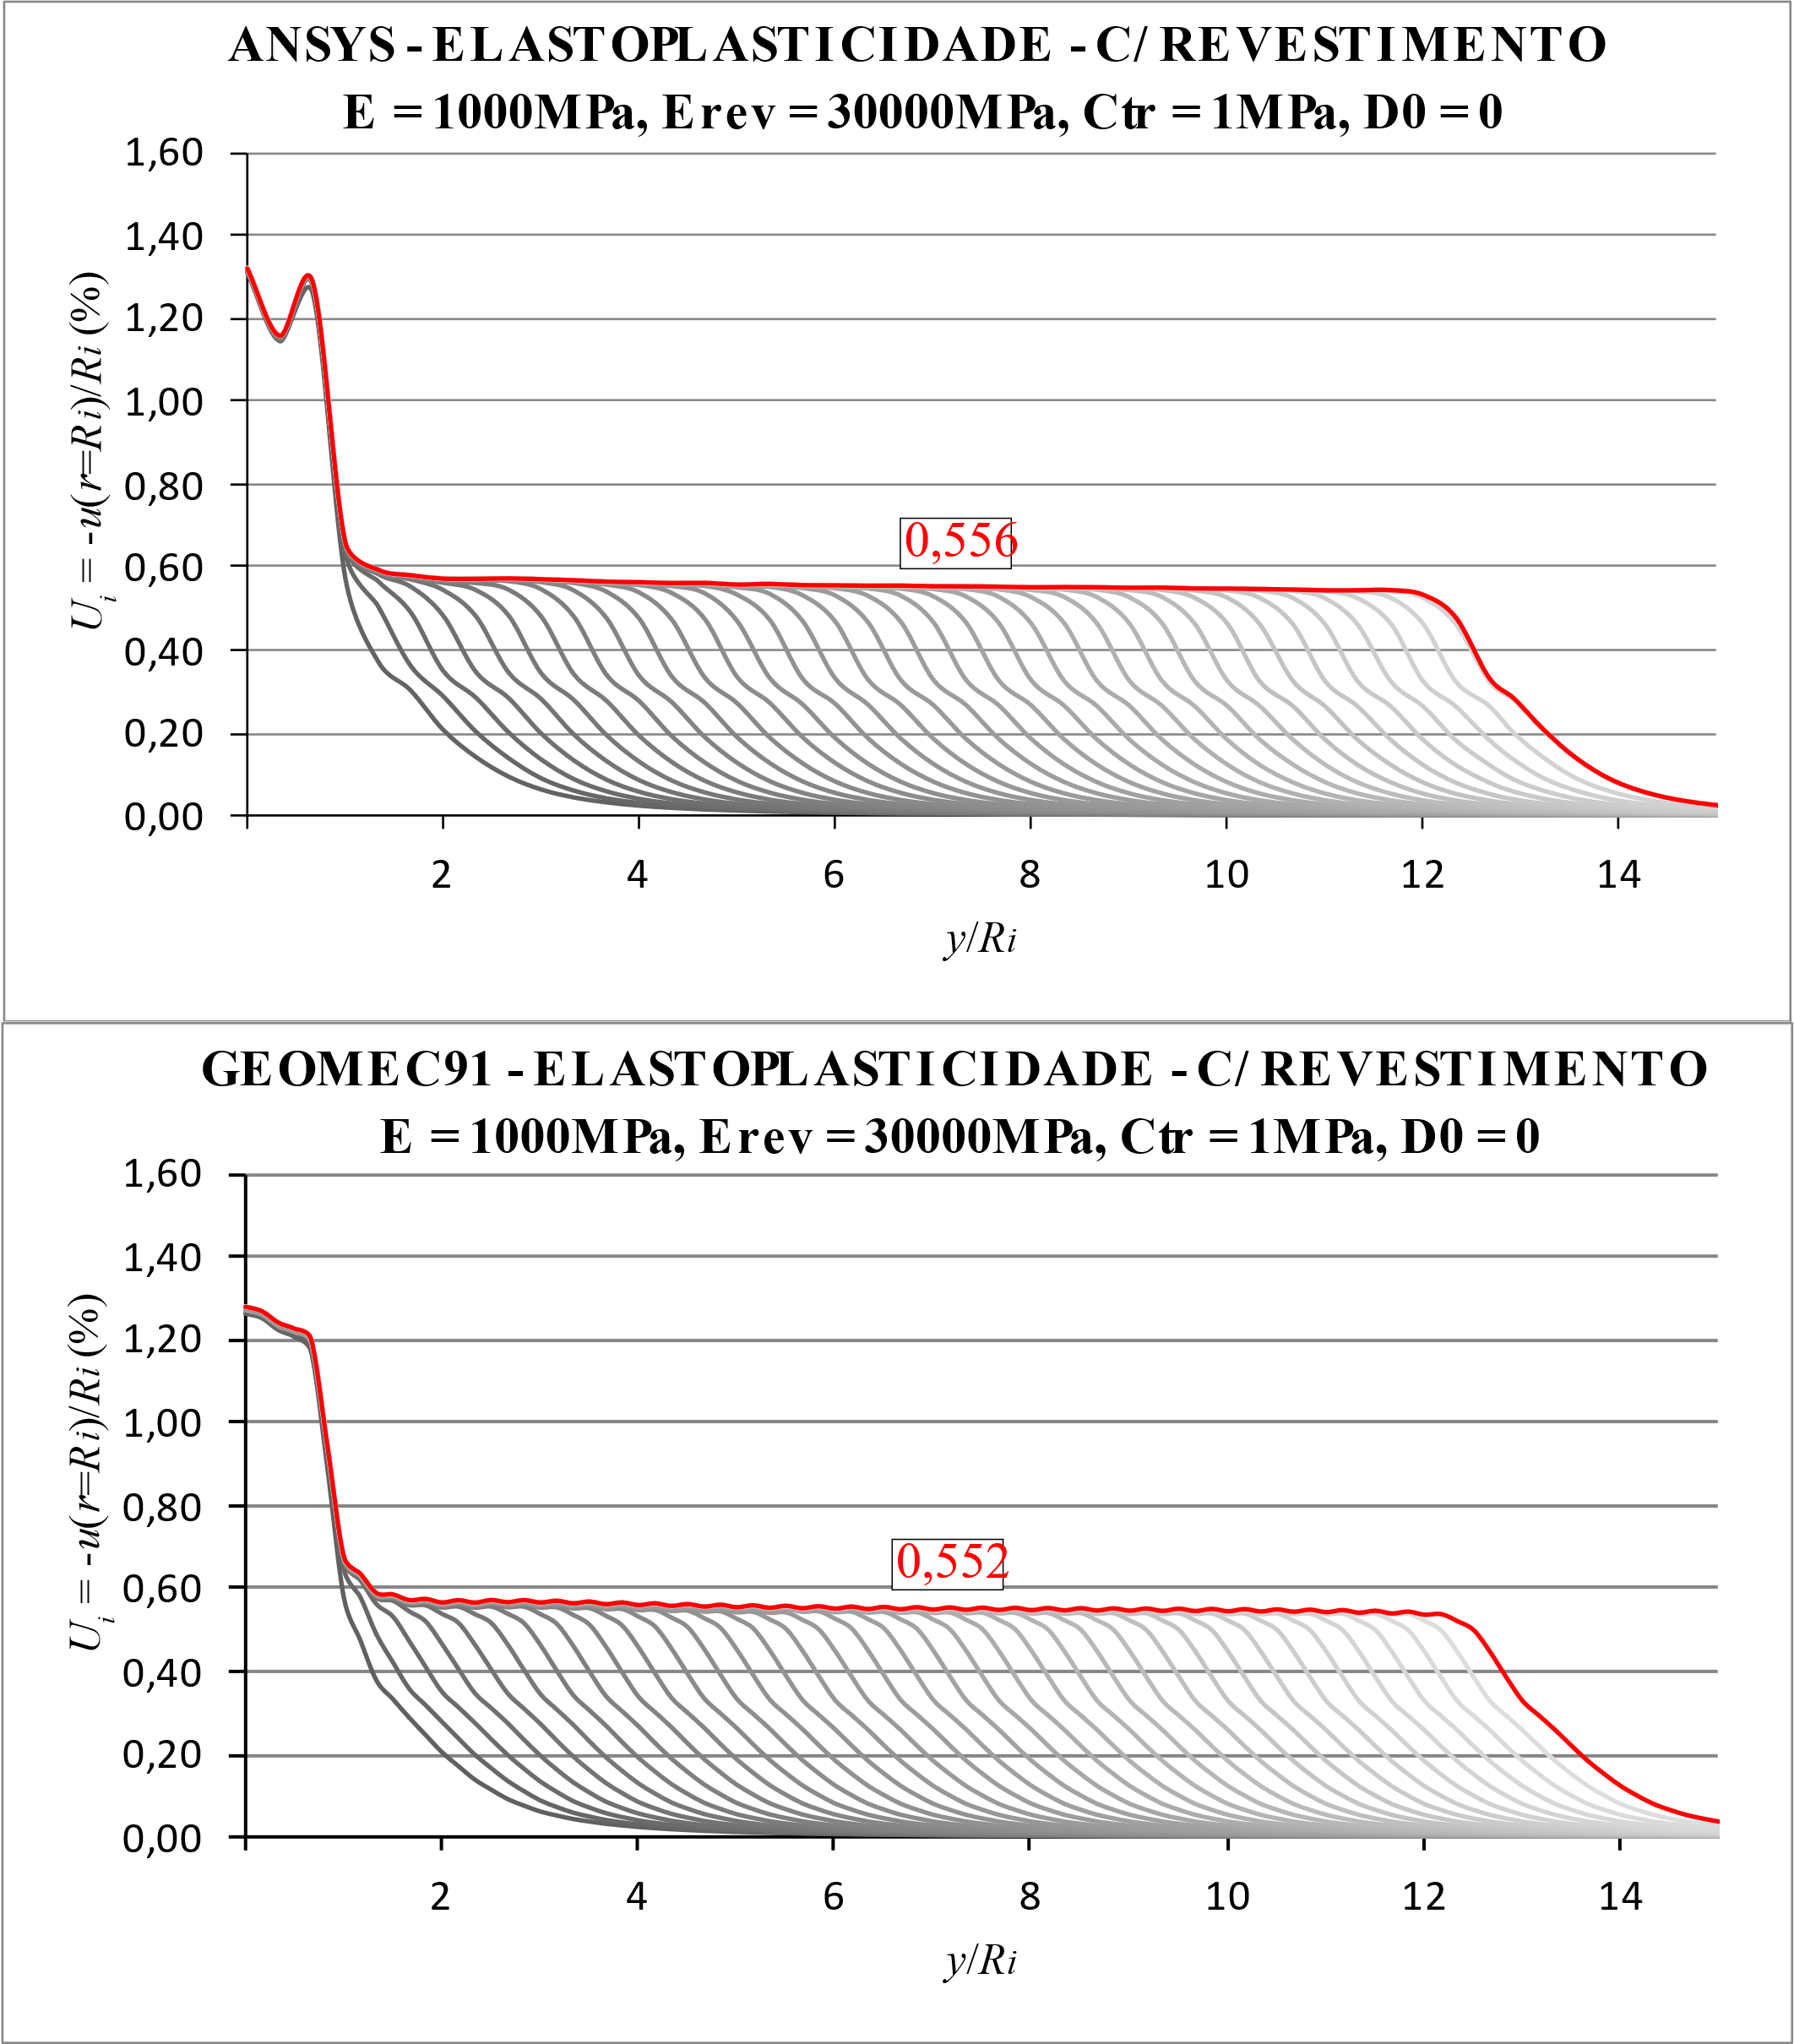 ANSYS - ELASTOPLASTICIDADE - C/ REVESTIMENTO
E = 1000MPa, Erev = 30000MPa, Ctr = 1MPa, D0 = 0
1,60
1,40
1,20
1,00
0,80
0,60
0,40
0,20
0,00
Ui = -u(r=Ri)/Ri (%)
0,556
2 4 6 8 10 12 14
y/Ri
GEOMEC91 - ELASTOPLASTICIDADE - C/ REVESTIMENTO
E = 1000MPa, Erev = 30000MPa, Ctr = 1MPa, D0 = 0
1,60
1,40
1,20
1,00
0,80
0,60
0,40
0,20
0,00
Ui = -u(r=Ri)/Ri (%)
0,552
2 4 6 8 10 12 14
y/Ri